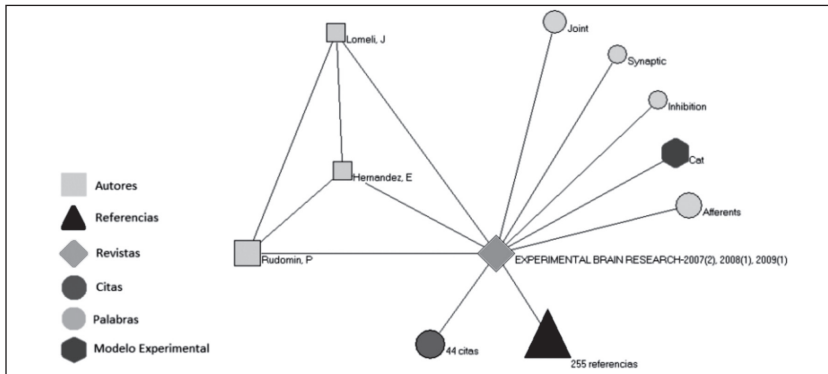 Lomeli, J
Joint
Synaptic
Inhibition
Cat
Hernandez, E
Afferents
Rudomin, P
EXPERIMENTAL BRAIN RESEARCH-2007(2), 2008(1), 2009(1)
44 citas
255 referencias
Autores
Referencias
Revistas
Citas
Palabras
Modelo Experimental